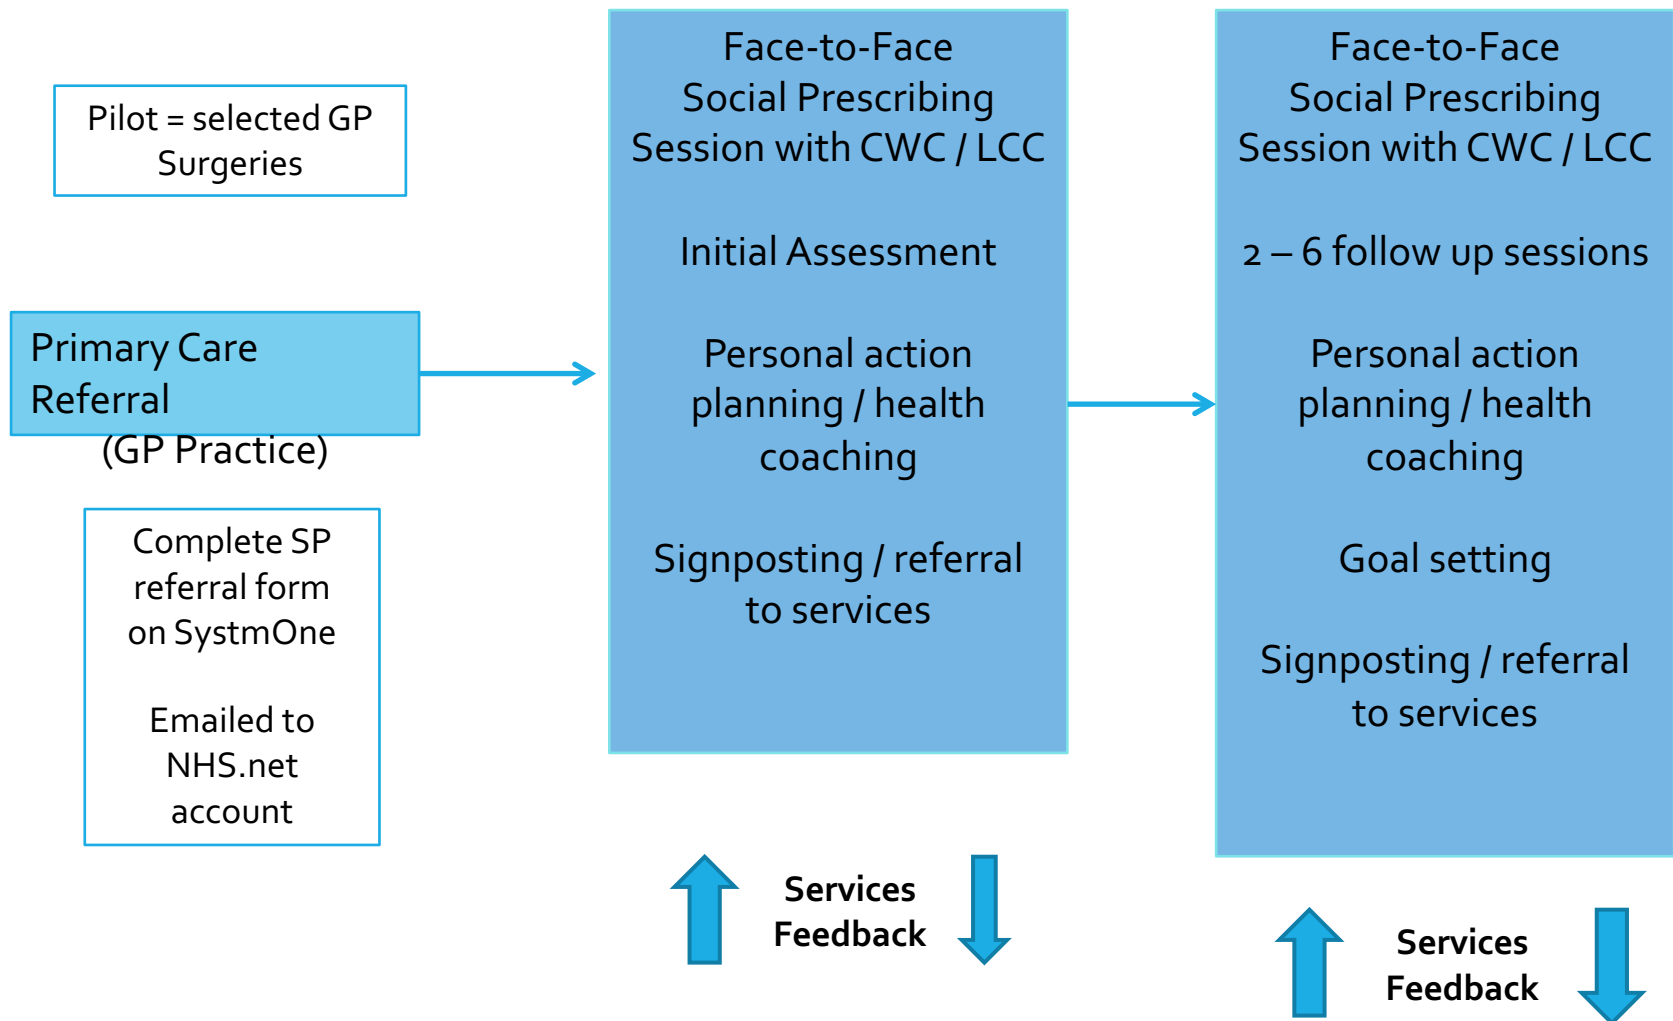 Pilot = selected GP
Surgeries
Primary Care
Referral
(GP Practice)
Complete SP
referral form
on SystmOne
Emailed to
NHS.net
account
Face-to-Face
Social Prescribing
Session with CWC / LCC
Initial Assessment
Personal action
planning / health
coaching
Signposting / referral
to services
Services
Feedback
Face-to-Face
Social Prescribing
Session with CWC / LCC
2 – 6 follow up sessions
Personal action
planning / health
coaching
Goal setting
Signposting / referral
to services
Services
Feedback